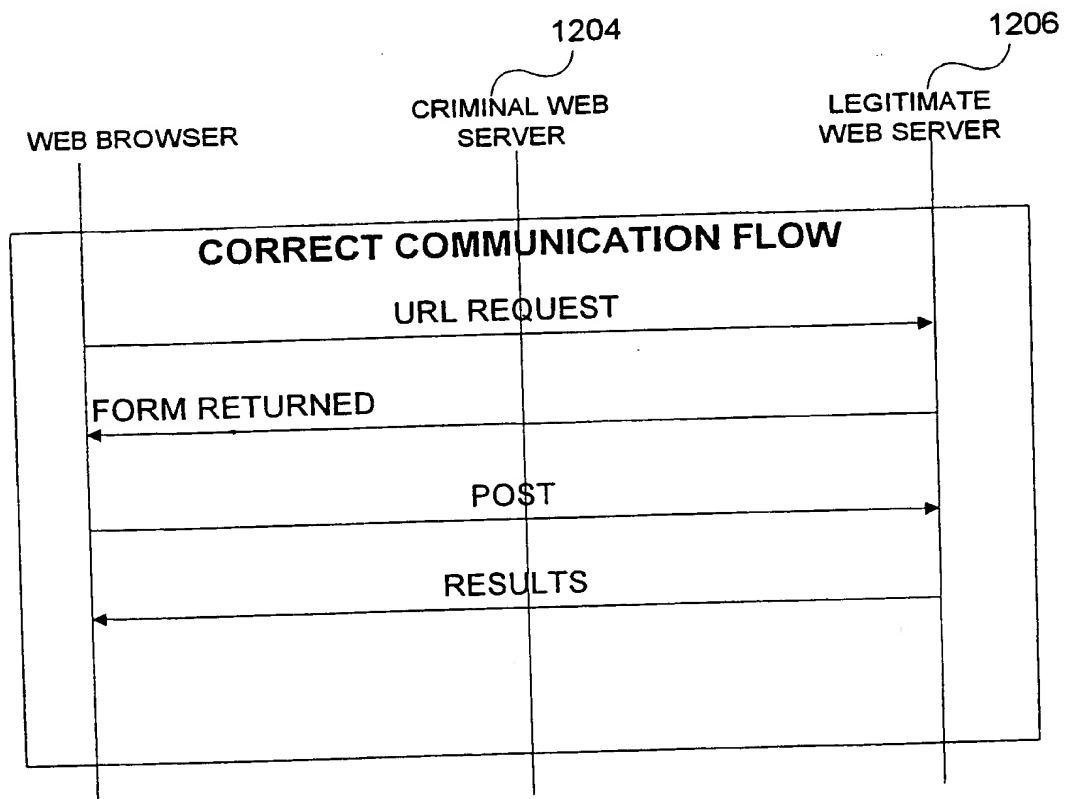 1204
1206
WEB BROWSER
CRIMINAL WEB
SERVER
LEGITIMATE
WEB SERVER
CORRECT COMMUNICATION FLOW
URL REQUEST
FORM RETURNED
POST
RESULTS